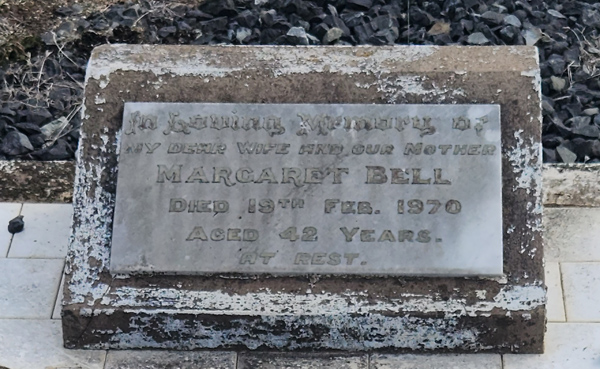 In Loving Memory of
MY DEAR WIFE AND OUR MOTHER
MARGARET BELL
DIED 19TH FEB. 1970
AGED 42 YEARS.
AT REST.